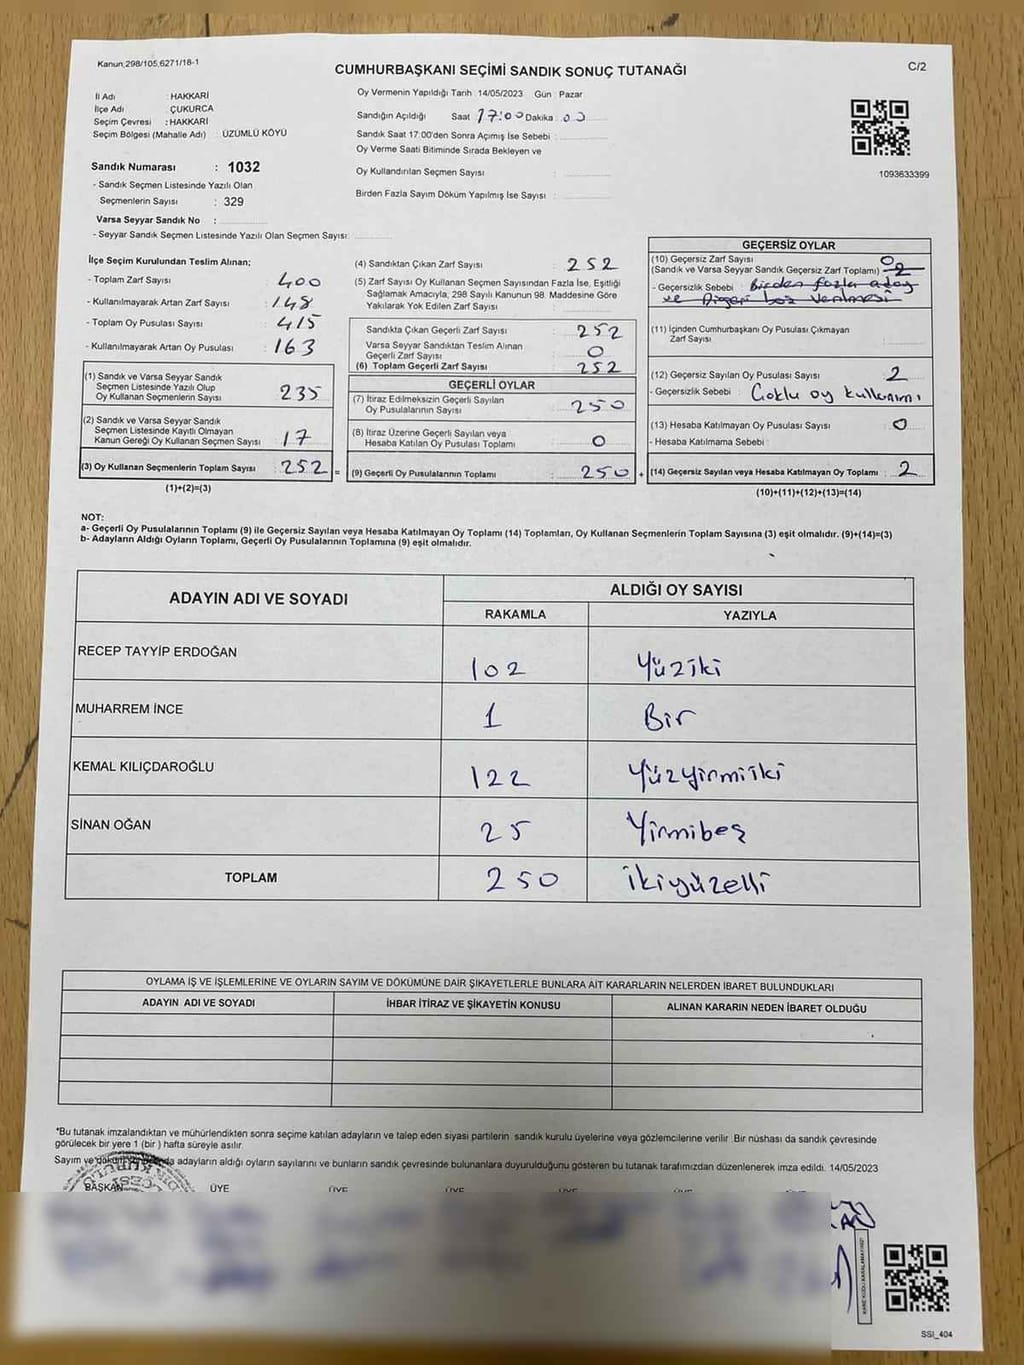 Kanun,298/105,6271/18-1
CUMHURBAŞKANI SEÇİMİ SANDIK SONUÇ TUTANAĞI
C/2
İl Adı : HAKKARİ
İlçe Adı : ÇUKURCA
Seçim Çevresi : HAKKARİ
Seçim Bölgesi (Mahalle Adı) : ÜZÜMLÜ KÖYÜ
Sandık Numarası : 1032
- Sandık Seçmen Listesinde Yazılı Olan
Seçmenlerin Sayısı : 329
Varsa Seyyar Sandık No :
- Seyyar Sandık Seçmen Listesinde Yazılı Olan Seçmen Sayısı:
Oy Vermenin Yapıldığı Tarih : 14/05/2023 Gün : Pazar
Sandığın Açıldığı Saat 17:00 Dakika : 00
Sandık Saat 17:00'den Sonra Açılmış İse Sebebi :
Oy Verme Saati Bitiminde Sırada Bekleyen ve
Oy Kullandırılan Seçmen Sayısı :
Birden Fazla Sayım Döküm Yapılmış İse Sayısı :
1093633399
İlçe Seçim Kurulundan Teslim Alınan;
- Toplam Zarf Sayısı : 400
- Kullanılmayarak Artan Zarf Sayısı : 148
- Toplam Oy Pusulası Sayısı : 415
- Kullanılmayarak Artan Oy Pusulası : 163
(1) Sandık ve Varsa Seyyar Sandık
Seçmen Listesinde Yazılı Olup
Oy Kullanan Seçmenlerin Sayısı : 235
(2) Sandık ve Varsa Seyyar Sandık
Seçmen Listesinde Kayıtlı Olmayan
Kanun Gereği Oy Kullanan Seçmen Sayısı : 17
(3) Oy Kullanan Seçmenlerin Toplam Sayısı : 252 =
(1)+(2)=(3)
(4) Sandıktan Çıkan Zarf Sayısı : 252
(5) Zarf Sayısı Oy Kullanan Seçmen Sayısından Fazla İse, Eşitliği
Sağlamak Amacıyla, 298 Sayılı Kanunun 98. Maddesine Göre
Yakılarak Yok Edilen Zarf Sayısı :
Sandıkta Çıkan Geçerli Zarf Sayısı : 252
Varsa Seyyar Sandıktan Teslim Alınan
Geçerli Zarf Sayısı : 0
(6) Toplam Geçerli Zarf Sayısı : 252
GEÇERLİ OYLAR
(7) İtiraz Edilmeksizin Geçerli Sayılan
Oy Pusulalarının Sayısı : 250
(8) İtiraz Üzerine Geçerli Sayılan veya
Hesaba Katılan Oy Pusulası Toplamı : 0
(9) Geçerli Oy Pusulalarının Toplamı : 250 +
GEÇERSİZ OYLAR
(10) Geçersiz Zarf Sayısı 0
(Sandık ve Varsa Seyyar Sandık Geçersiz Zarf Toplamı) : 2
- Geçersizlik Sebebi : Birden fazla aday
ve Diğeri boş verilmesi
(11) İçinden Cumhurbaşkanı Oy Pusulası Çıkmayan
Zarf Sayısı :
(12) Geçersiz Sayılan Oy Pusulası Sayısı : 2
- Geçersizlik Sebebi : Çoklu oy kullanımı
(13) Hesaba Katılmayan Oy Pusulası Sayısı : 0
- Hesaba Katılmama Sebebi :
(14) Geçersiz Sayılan veya Hesaba Katılmayan Oy Toplamı : 2
(10)+(11)+(12)+(13)=(14)
NOT:
a- Geçerli Oy Pusulalarının Toplamı (9) ile Geçersiz Sayılan veya Hesaba Katılmayan Oy Toplamı (14) Toplamları, Oy Kullanan Seçmenlerin Toplam Sayısına (3) eşit olmalıdır. (9)+(14)=(3)
b- Adayların Aldığı Oyların Toplamı, Geçerli Oy Pusulalarının Toplamına (9) eşit olmalıdır.
ADAYIN ADI VE SOYADI ALDIĞI OY SAYISI
RAKAMLA YAZIYLA
RECEP TAYYİP ERDOĞAN 102 Yüziki
MUHARREM İNCE 1 Bir
KEMAL KILIÇDAROĞLU 122 Yüzyirmiiki
SİNAN OĞAN 25 Yirmibeş
TOPLAM 250 İkiyüzelli
OYLAMA İŞ VE İŞLEMLERİNE VE OYLARIN SAYIM VE DÖKÜMÜNE DAİR ŞİKAYETLERLE BUNLARA AİT KARARLARIN NELERDEN İBARET BULUNDUKLARI
ADAYIN ADI VE SOYADI İHBAR İTİRAZ VE ŞİKAYETİN KONUSU ALINAN KARARIN NEDEN İBARET OLDUĞU
*Bu tutanak imzalandıktan ve mühürlendikten sonra seçime katılan adayların ve talep eden siyasi partilerin sandık kurulu üyelerine veya gözlemcilerine verilir. Bir nüshası da sandık çevresinde
görülecek bir yere 1 (bir ) hafta süreyle asılır.
Sayım ve adayların aldığı oyların sayılarını ve bunların sandık çevresinde bulunanlara duyurulduğunu gösteren bu tutanak tarafımızdan düzenlenerek imza edildi. 14/05/2023
BAŞKAN ÜYE ÜYE ÜYE ÜYE ÜYE
SSI_404